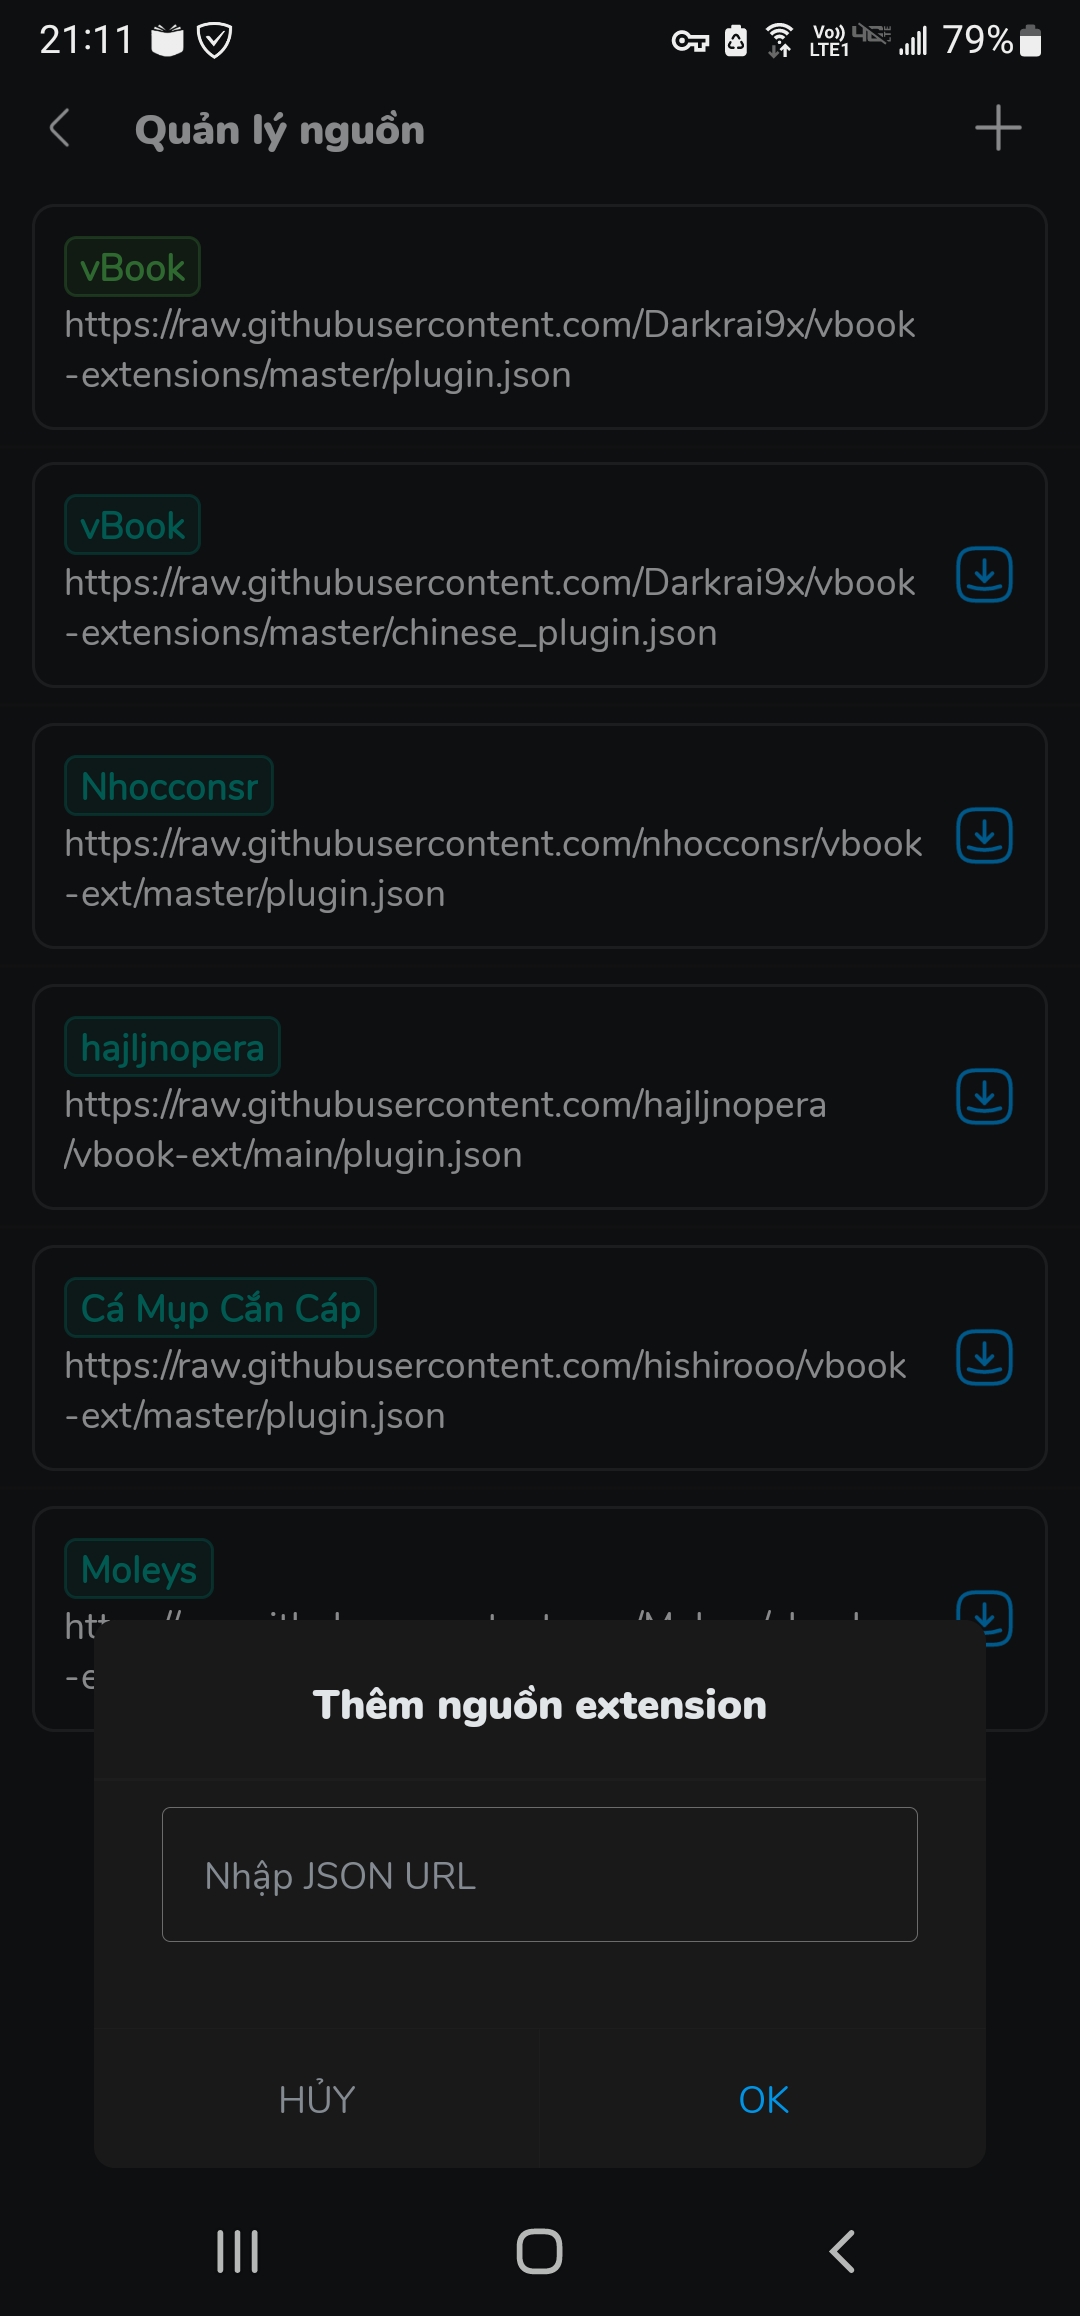 21:11
Vo)) LTE1 79%
Quản lý nguồn
vBook
https://raw.githubusercontent.com/Darkrai9x/vbook
-extensions/master/plugin.json
vBook
https://raw.githubusercontent.com/Darkrai9x/vbook
-extensions/master/chinese_plugin.json
Nhocconsr
https://raw.githubusercontent.com/nhocconsr/vbook
-ext/master/plugin.json
hajljnopera
https://raw.githubusercontent.com/hajljnopera
/vbook-ext/main/plugin.json
Cá Mụp Cắn Cáp
https://raw.githubusercontent.com/hishirooo/vbook
-ext/master/plugin.json
Moleys
Thêm nguồn extension
Nhập JSON URL
HỦY
OK